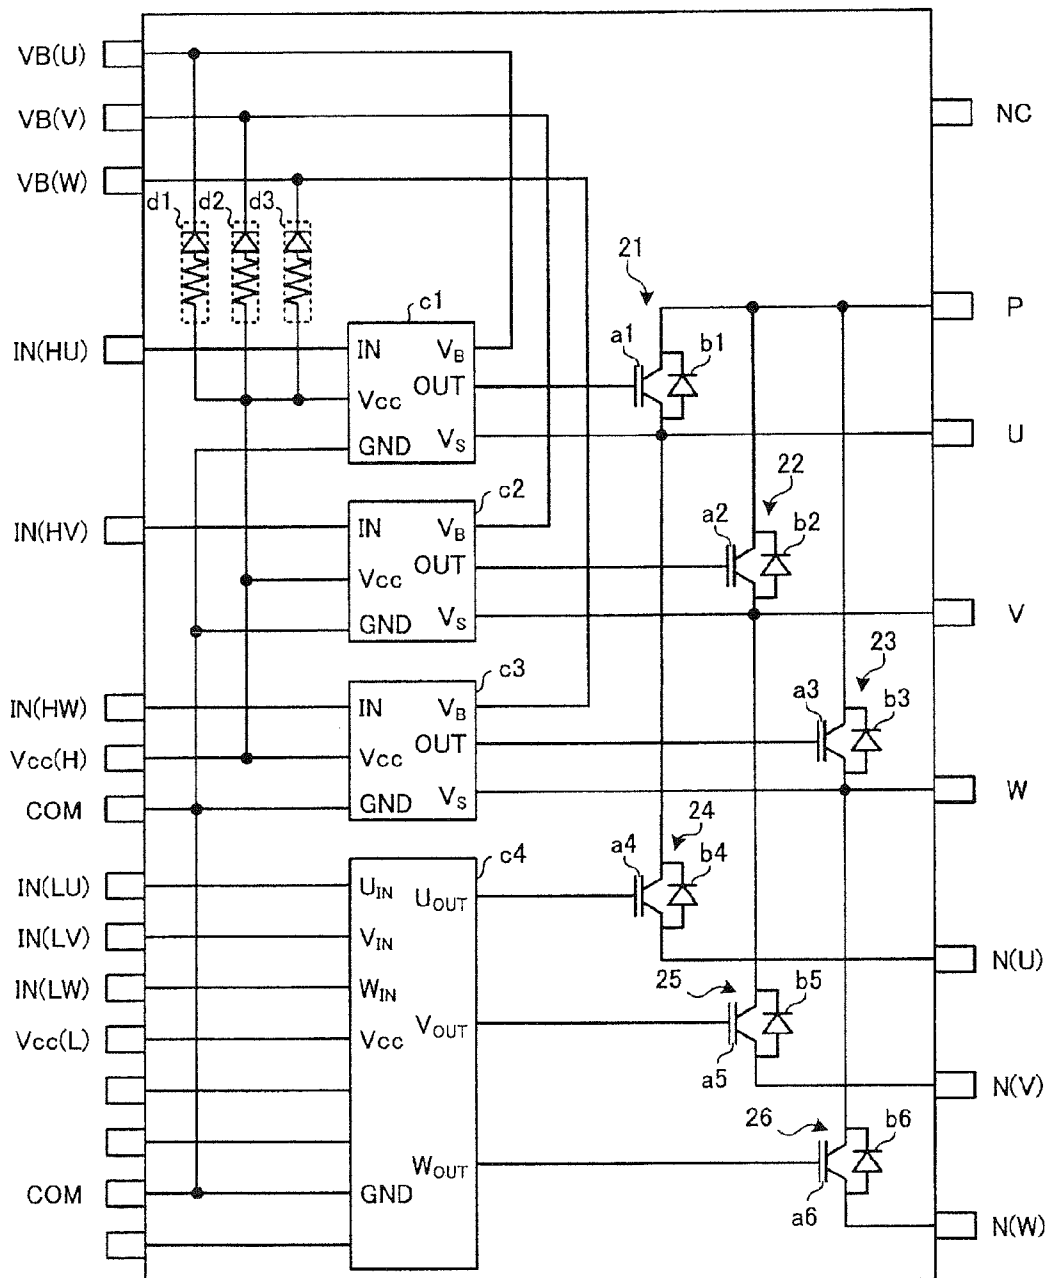 VB(U)
VB(V)
VB(W)
NC
d1 d2 d3
21
P
c1
IN(HU)
IN VB
a1 b1
Vcc OUT
GND VS
U
c2
22
IN(HV)
IN VB
a2 b2
Vcc OUT
GND VS
V
c3
23
IN(HW)
IN VB
a3 b3
Vcc(H)
Vcc OUT
COM
GND VS
W
24
c4
a4 b4
IN(LU)
UIN UOUT
IN(LV)
VIN
N(U)
IN(LW)
WIN
25 b5
Vcc(L)
Vcc VOUT
a5
N(V)
26 b6
WOUT
COM
GND
a6
N(W)